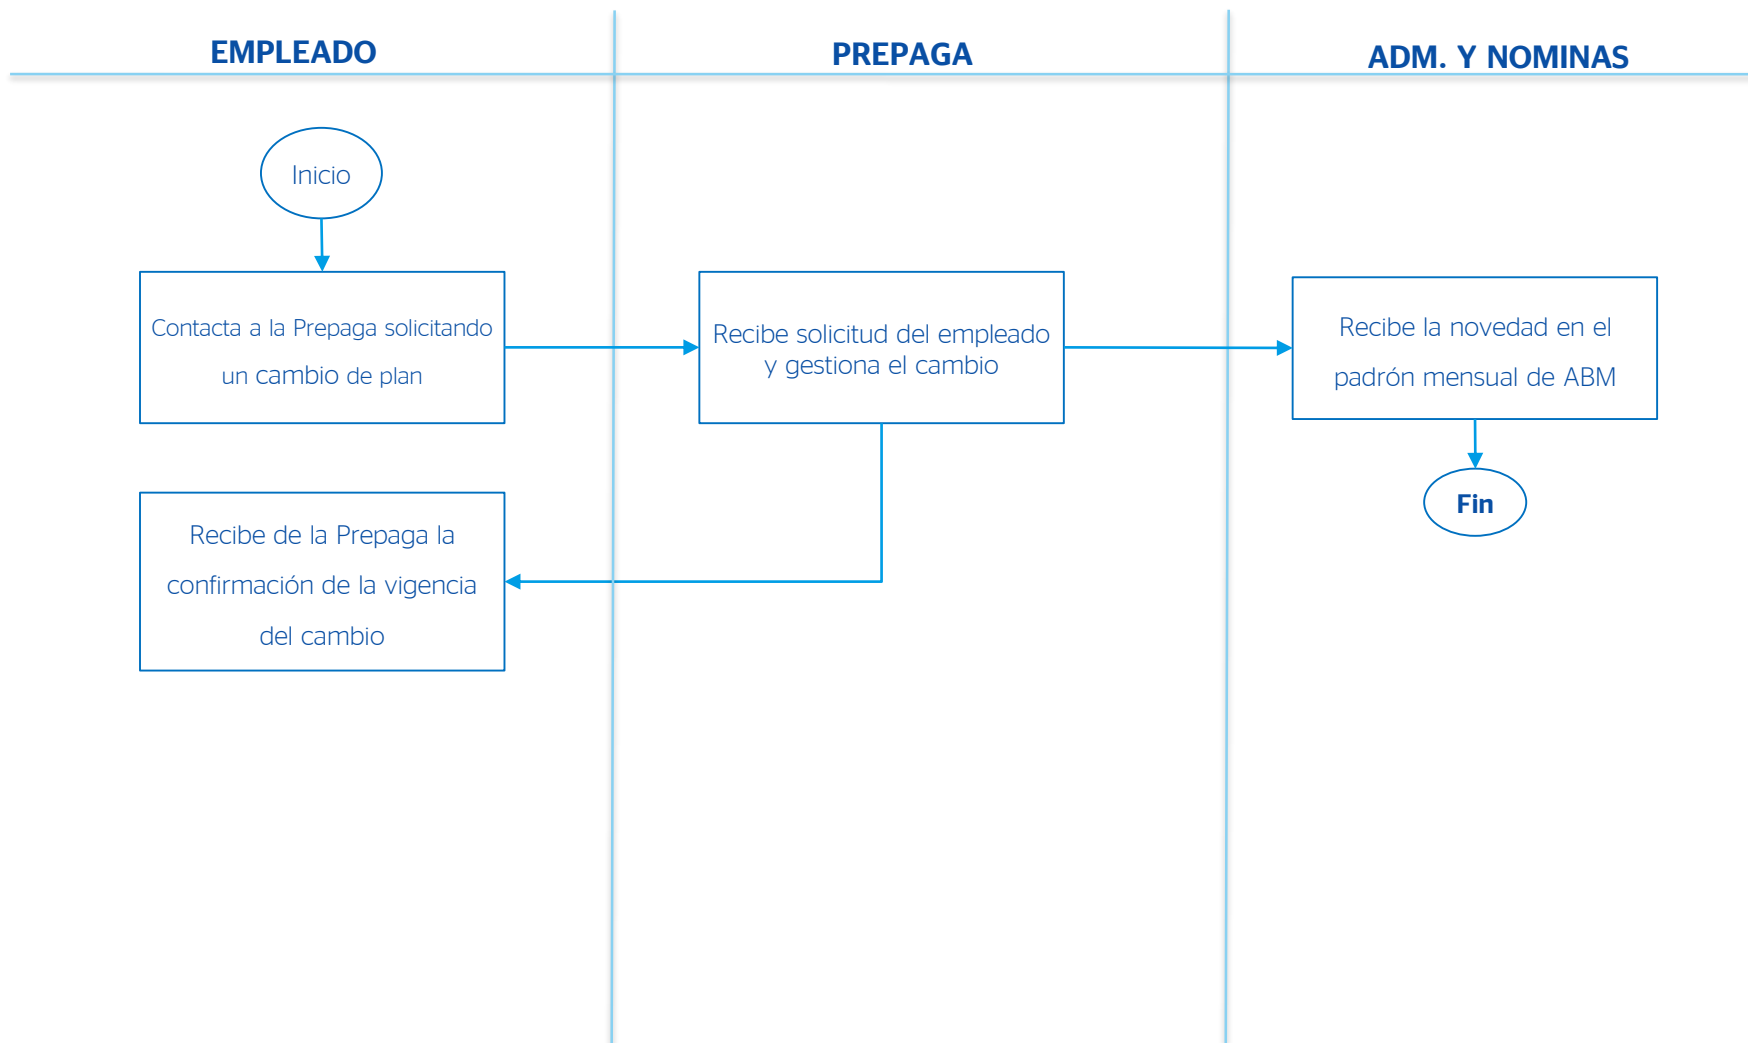 EMPLEADO
PREPAGA
ADM. Y NOMINAS
Inicio
Contacta a la Prepaga solicitando
un cambio de plan
Recibe solicitud del empleado
y gestiona el cambio
Recibe la novedad en el
padrón mensual de ABM
Fin
Recibe de la Prepaga la
confirmación de la vigencia
del cambio